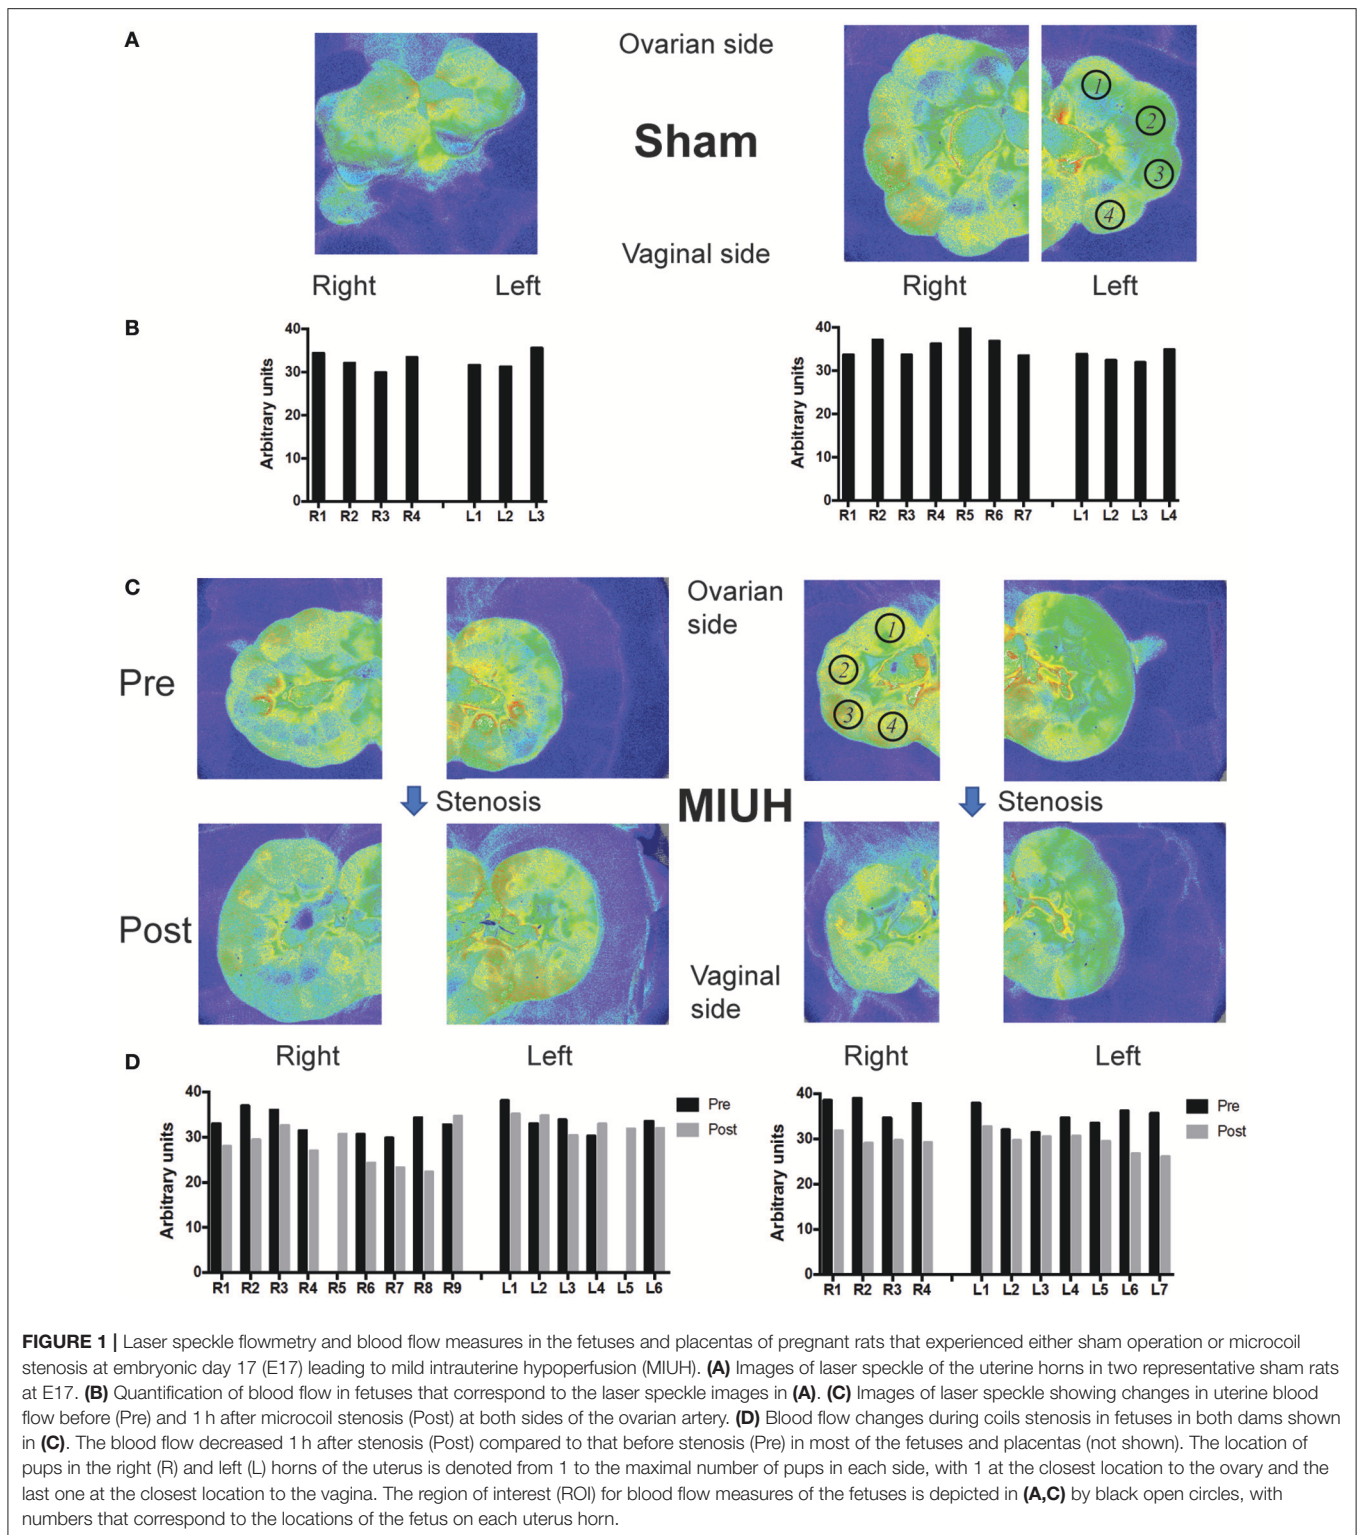 A
Ovarian side
Sham
Vaginal side
1
2
3
4
Right
Left
Right
Left
B
Arbitrary units
40
30
20
10
0
R1 R2 R3 R4 L1 L2 L3
Arbitrary units
40
30
20
10
0
R1 R2 R3 R4 R5 R6 R7 L1 L2 L3 L4
C
Ovarian
side
1
2
3
4
Pre
Stenosis
MIUH
Stenosis
Post
Vaginal
side
Right
Left
Right
Left
D
Arbitrary units
40
30
20
10
0
R1 R2 R3 R4 R5 R6 R7 R8 R9 L1 L2 L3 L4 L5 L6
Pre
Post
Arbitrary units
40
30
20
10
0
R1 R2 R3 R4 L1 L2 L3 L4 L5 L6 L7
Pre
Post
FIGURE 1 | Laser speckle flowmetry and blood flow measures in the fetuses and placentas of pregnant rats that experienced either sham operation or microcoil
stenosis at embryonic day 17 (E17) leading to mild intrauterine hypoperfusion (MIUH). (A) Images of laser speckle of the uterine horns in two representative sham rats
at E17. (B) Quantification of blood flow in fetuses that correspond to the laser speckle images in (A). (C) Images of laser speckle showing changes in uterine blood
flow before (Pre) and 1 h after microcoil stenosis (Post) at both sides of the ovarian artery. (D) Blood flow changes during coils stenosis in fetuses in both dams shown
in (C). The blood flow decreased 1 h after stenosis (Post) compared to that before stenosis (Pre) in most of the fetuses and placentas (not shown). The location of
pups in the right (R) and left (L) horns of the uterus is denoted from 1 to the maximal number of pups in each side, with 1 at the closest location to the ovary and the
last one at the closest location to the vagina. The region of interest (ROI) for blood flow measures of the fetuses is depicted in (A,C) by black open circles, with
numbers that correspond to the locations of the fetus on each uterus horn.